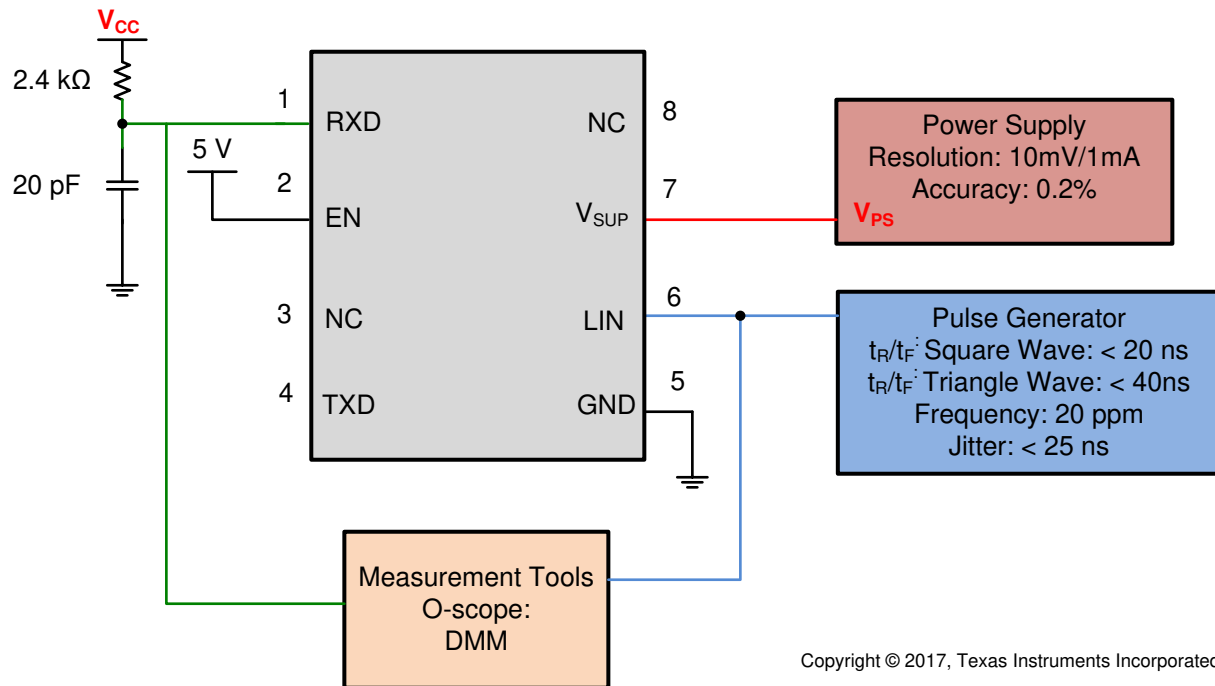 VCC
2.4 kΩ
20 pF
5 V
1
RXD
2
EN
3
NC
4
TXD
NC
8
VSUP
7
LIN
6
GND
5
Power Supply
Resolution: 10mV/1mA
Accuracy: 0.2%
VPS
Pulse Generator
tR/tF: Square Wave: < 20 ns
tR/tF: Triangle Wave: < 40ns
Frequency: 20 ppm
Jitter: < 25 ns
Measurement Tools
O-scope:
DMM
Copyright © 2017, Texas Instruments Incorporated